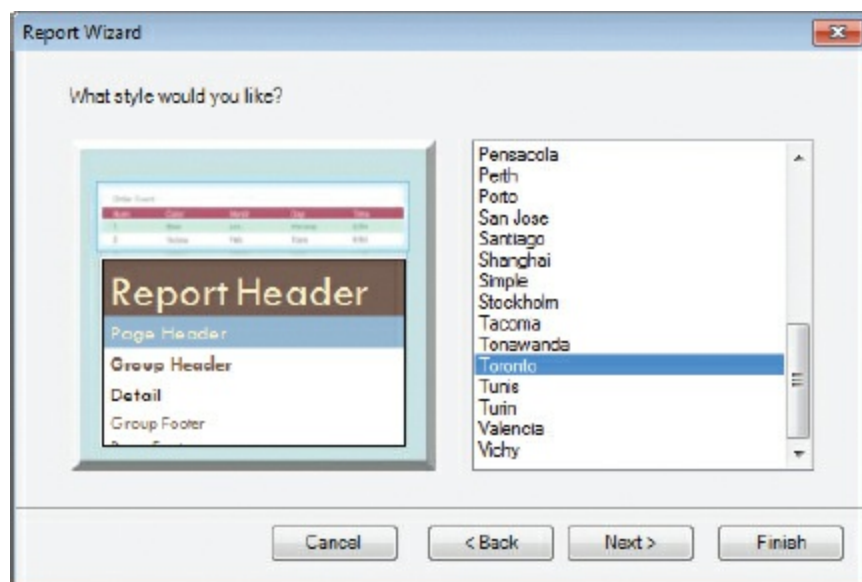 Report Wizard
What style would you like?
Report Header
Page Header
Group Header
Detail
Group Footer
Pensacola
Perth
Porto
San Jose
Santiago
Shanghai
Simple
Stockholm
Tacoma
Tonawanda
Toronto
Tunis
Turin
Valencia
Vichy
Cancel
< Back
Next >
Finish